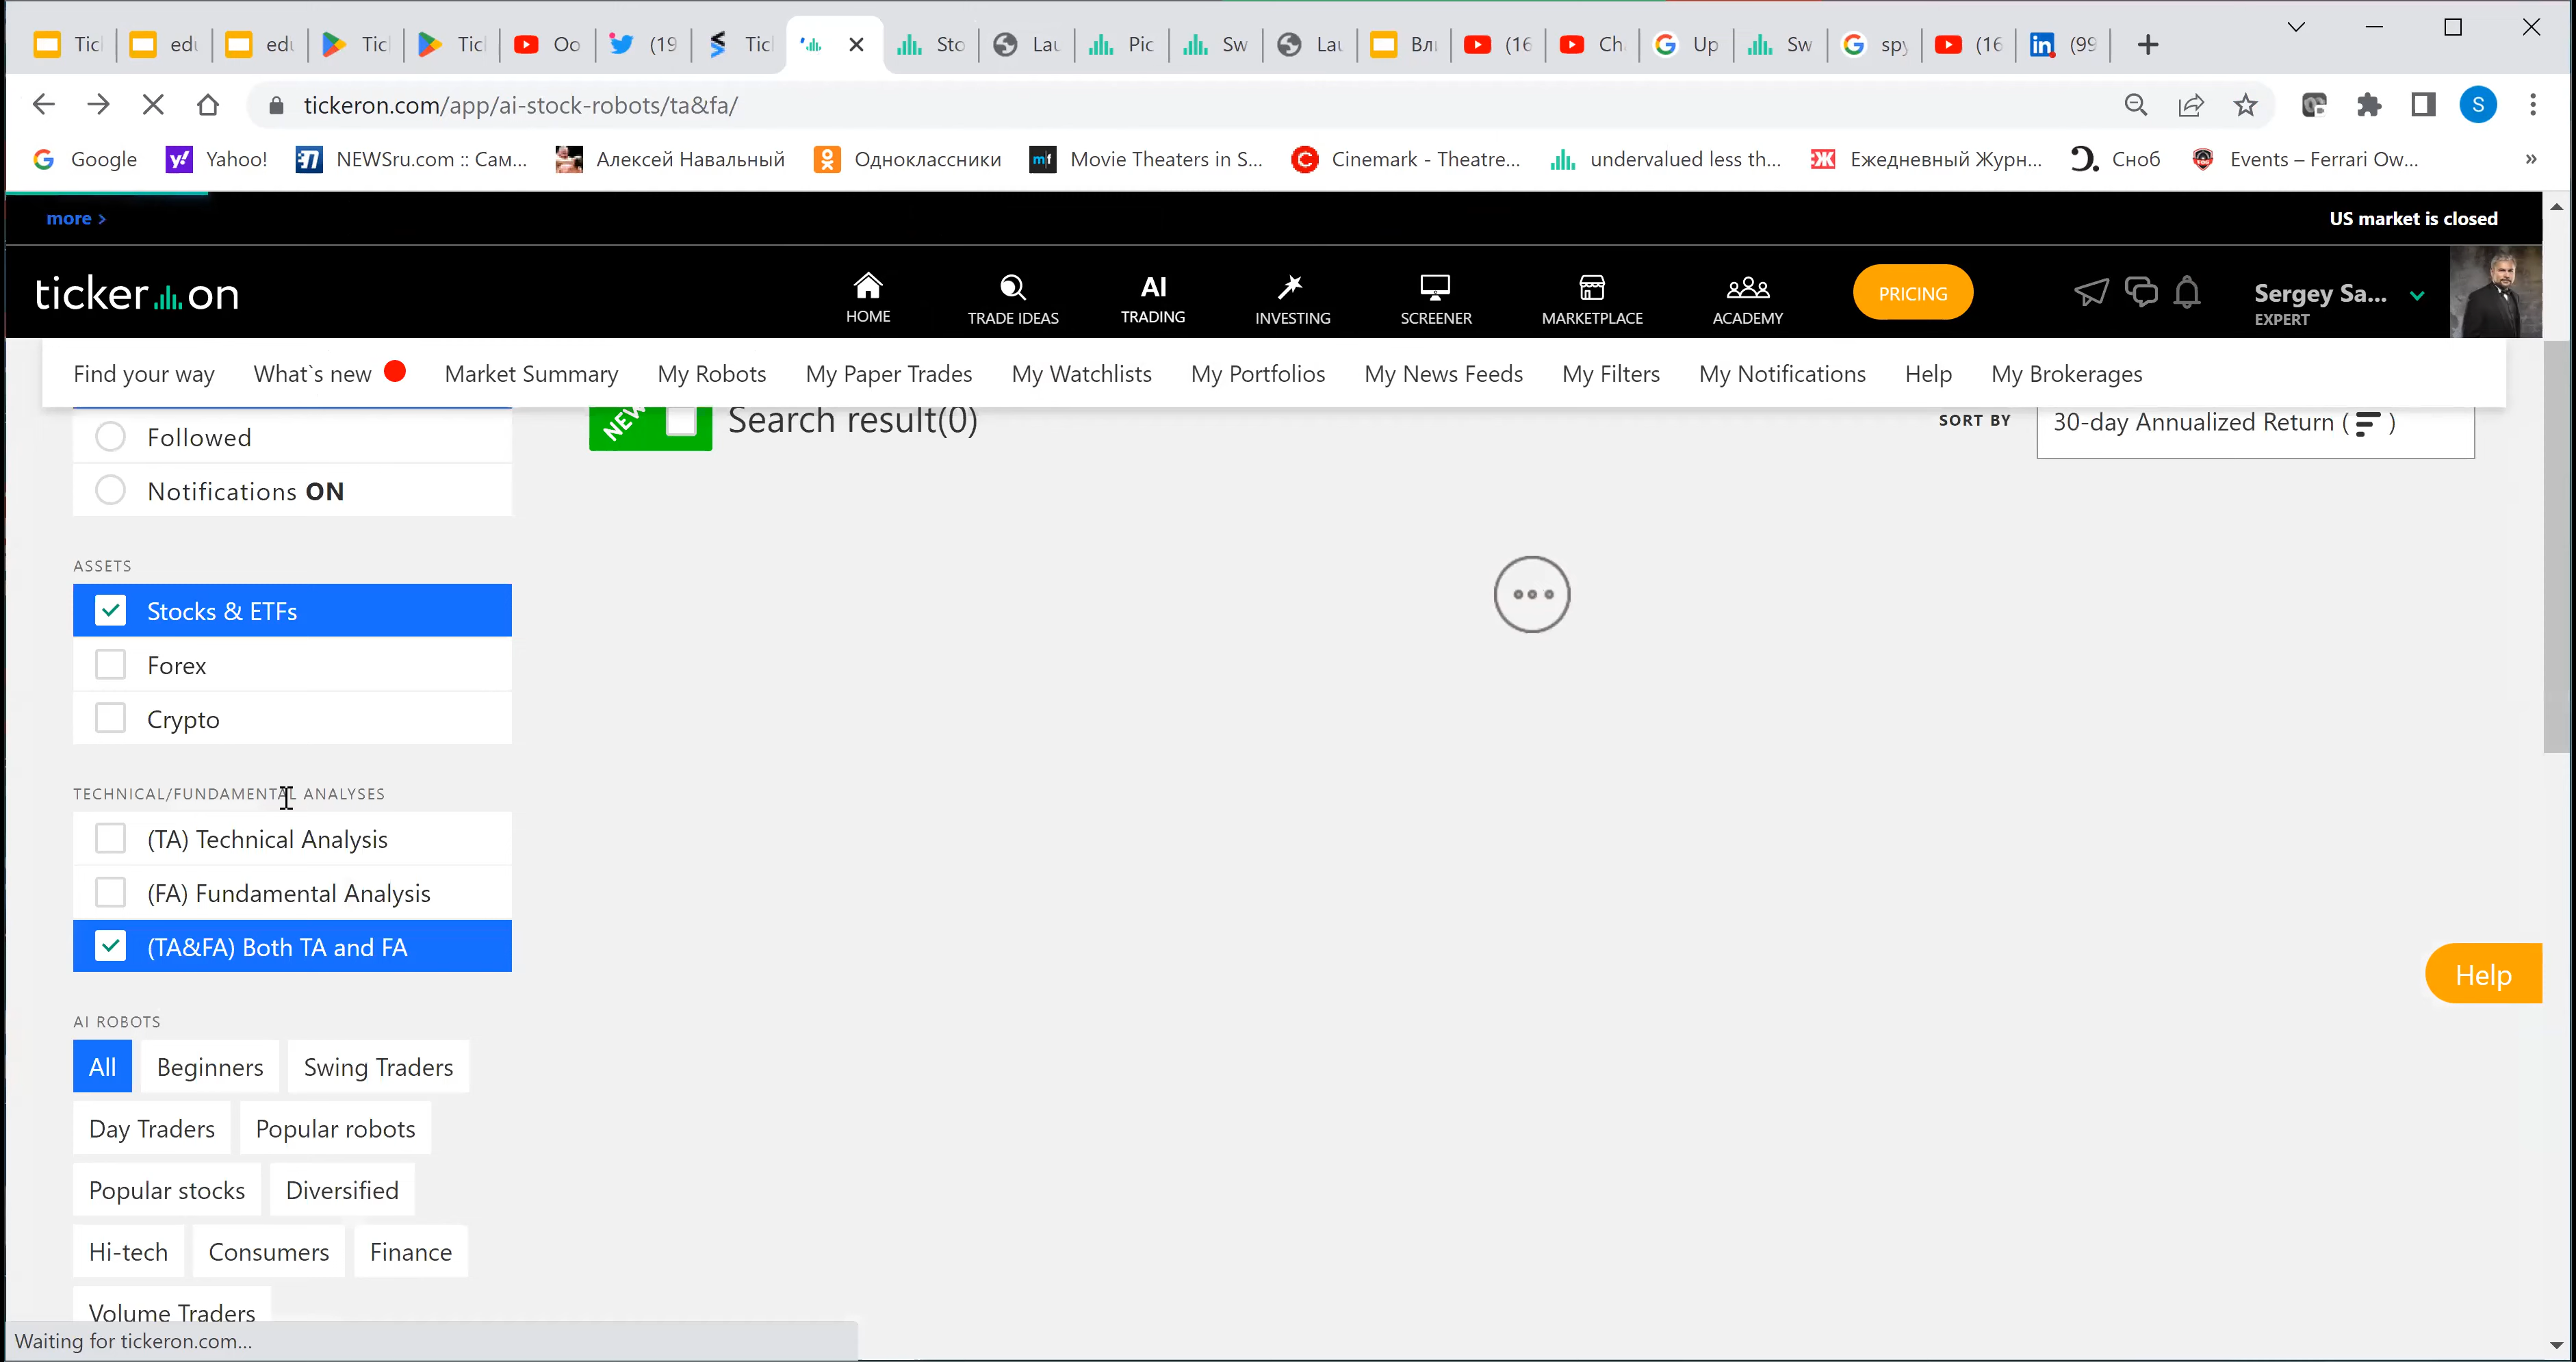 Tic edu edu Tic Tic Oo (19 Tic Sto Lau Pic Sw Lau Вл (16 Ch Up Sw spy (16 (99
tickeron.com/app/ai-stock-robots/ta&fa/ S
Google Yahoo! NEWSru.com :: Сам... Алексей Навальный Одноклассники Movie Theaters in S... Cinemark - Theatre... undervalued less th... Ежедневный Журн... Сноб Events – Ferrari Ow... »
more > US market is closed
tickeron HOME TRADE IDEAS AI TRADING INVESTING SCREENER MARKETPLACE ACADEMY PRICING Sergey Sa... EXPERT
Find your way What`s new Market Summary My Robots My Paper Trades My Watchlists My Portfolios My News Feeds My Filters My Notifications Help My Brokerages
NEW Search result(0) SORT BY 30-day Annualized Return ( )
Followed
Notifications ON
ASSETS
Stocks & ETFs
Forex
Crypto
TECHNICAL/FUNDAMENTAL ANALYSES
(TA) Technical Analysis
(FA) Fundamental Analysis
(TA&FA) Both TA and FA
Help
AI ROBOTS
All Beginners Swing Traders
Day Traders Popular robots
Popular stocks Diversified
Hi-tech Consumers Finance
Volume Traders
Waiting for tickeron.com...